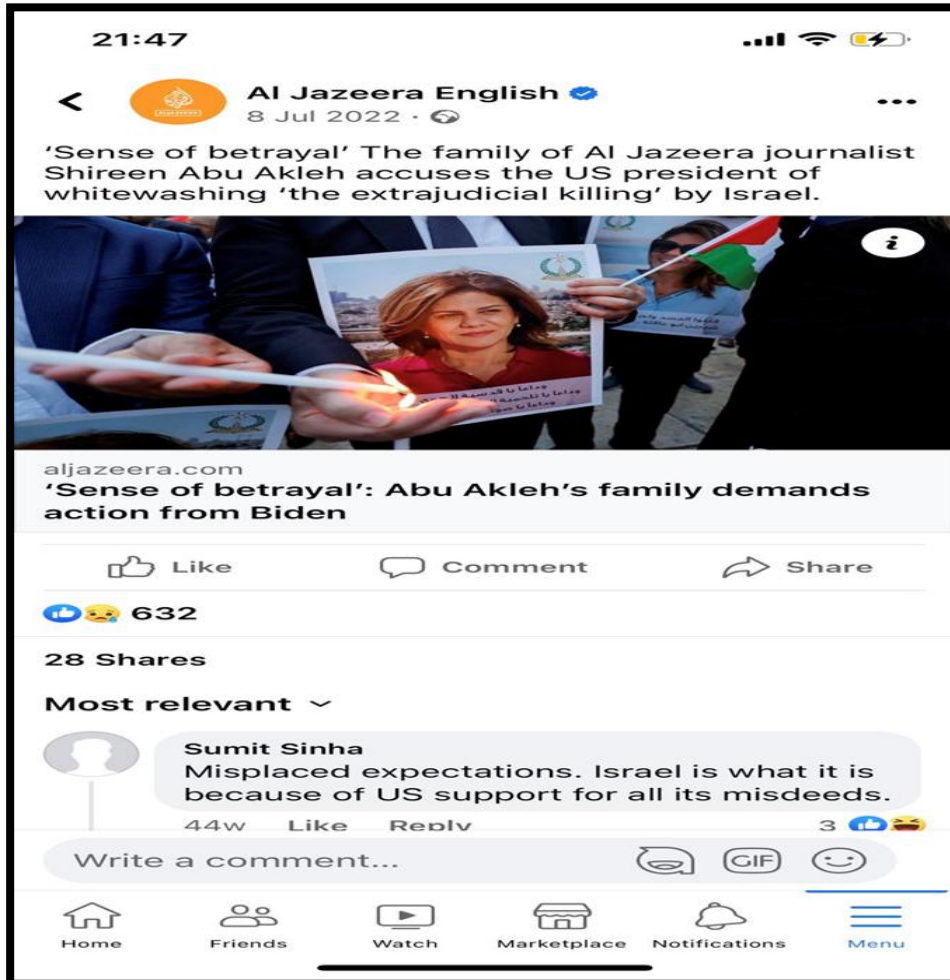 21:47
Al Jazeera English
8 Jul 2022 ·
‘Sense of betrayal’ The family of Al Jazeera journalist
Shireen Abu Akleh accuses the US president of
whitewashing ‘the extrajudicial killing’ by Israel.
aljazeera.com
‘Sense of betrayal’: Abu Akleh’s family demands
action from Biden
Like Comment Share
632
28 Shares
Most relevant
Sumit Sinha
Misplaced expectations. Israel is what it is
because of US support for all its misdeeds.
44w Like Reply 3
Write a comment... GIF
Home Friends Watch Marketplace Notifications Menu